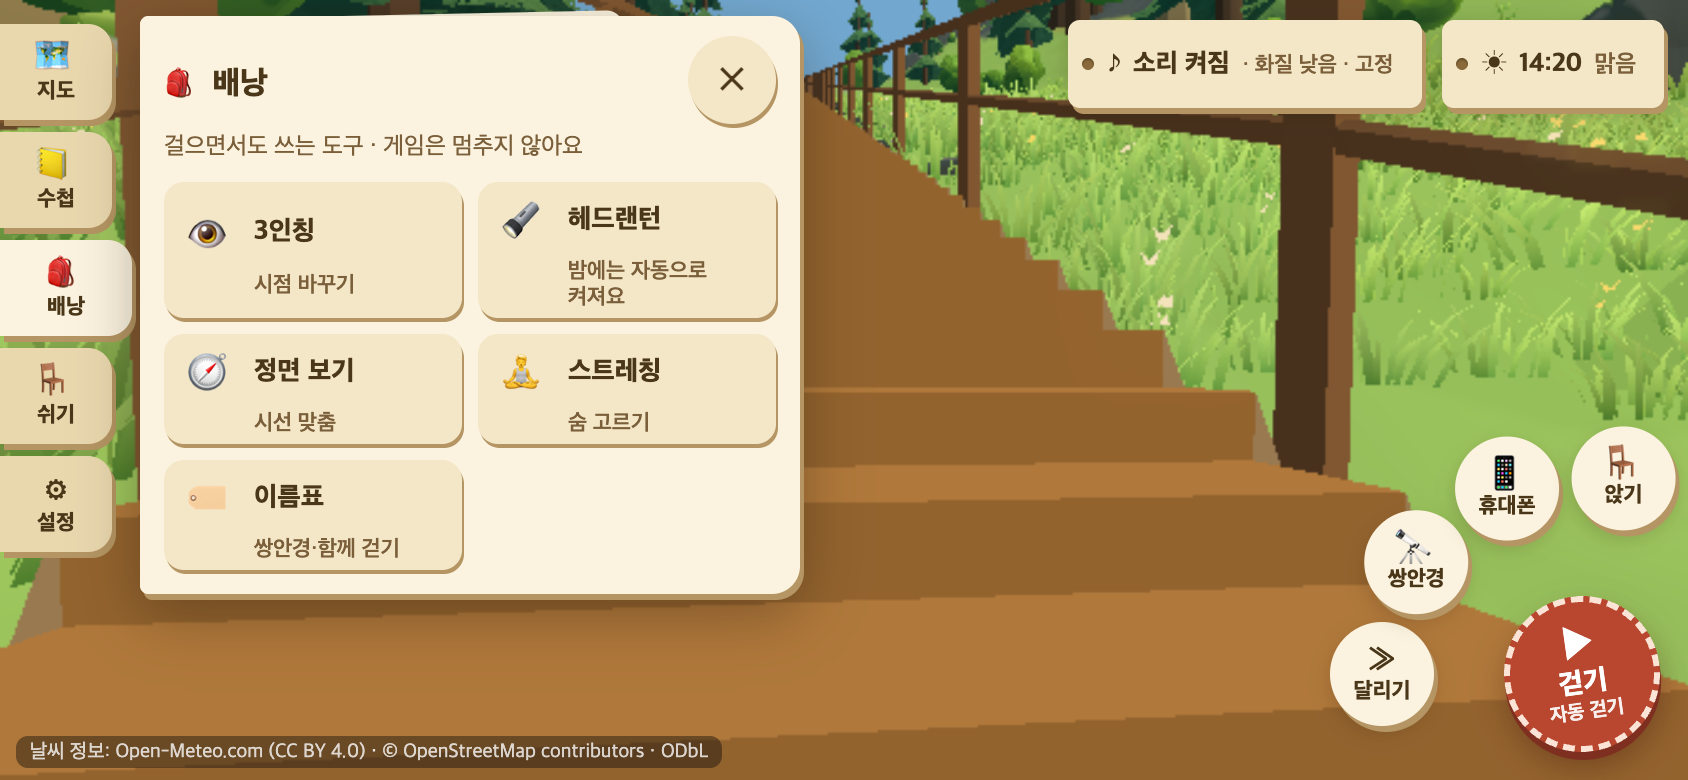 지도
수첩
배낭
쉬기
설정
배낭
걸으면서도 쓰는 도구 · 게임은 멈추지 않아요
3인칭
시점 바꾸기
헤드랜턴
밤에는 자동으로
켜져요
정면 보기
시선 맞춤
스트레칭
숨 고르기
이름표
쌍안경·함께 걷기
소리 켜짐 · 화질 낮음 · 고정
14:20 맑음
휴대폰
앉기
쌍안경
달리기
걷기
자동 걷기
날씨 정보: Open-Meteo.com (CC BY 4.0) · © OpenStreetMap contributors · ODbL